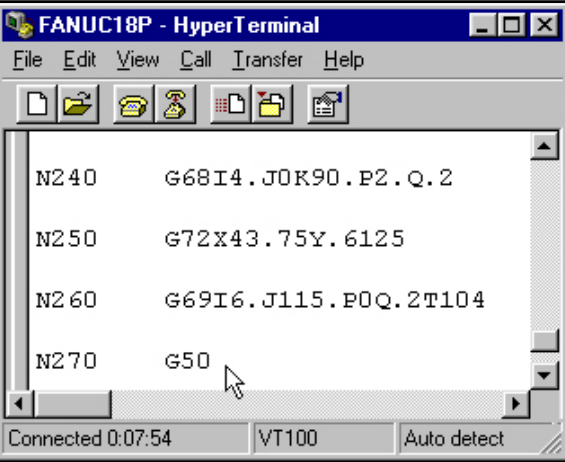 FANUC18P - HyperTerminal
File Edit View Call Transfer Help
N240 G68I4.J0K90.P2.Q.2
N250 G72X43.75Y.6125
N260 G69I6.J115.P0Q.2T104
N270 G50
Connected 0:07:54 VT100 Auto detect